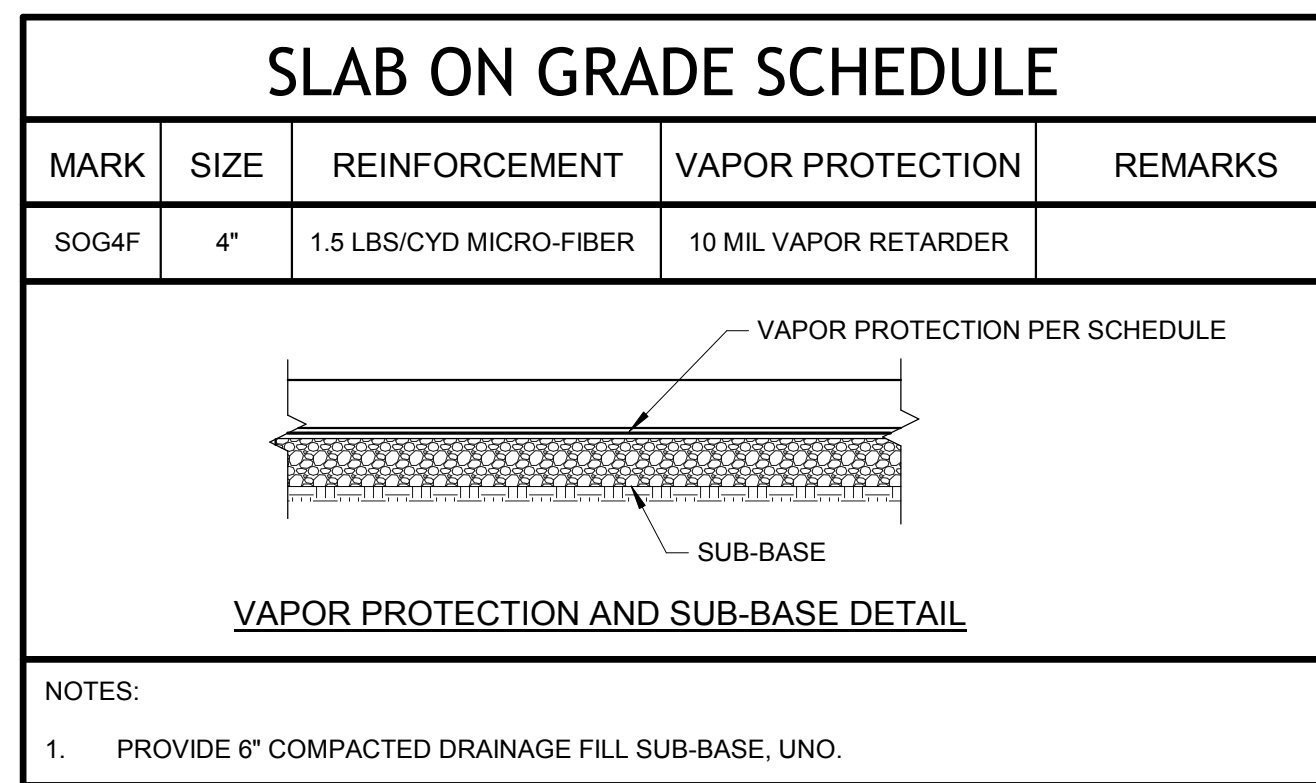 SLAB ON GRADE SCHEDULE
MARK SIZE REINFORCEMENT VAPOR PROTECTION REMARKS
SOG4F 4" 1.5 LBS/CYD MICRO-FIBER 10 MIL VAPOR RETARDER
VAPOR PROTECTION PER SCHEDULE
SUB-BASE
VAPOR PROTECTION AND SUB-BASE DETAIL
NOTES:
1. PROVIDE 6" COMPACTED DRAINAGE FILL SUB-BASE, UNO.